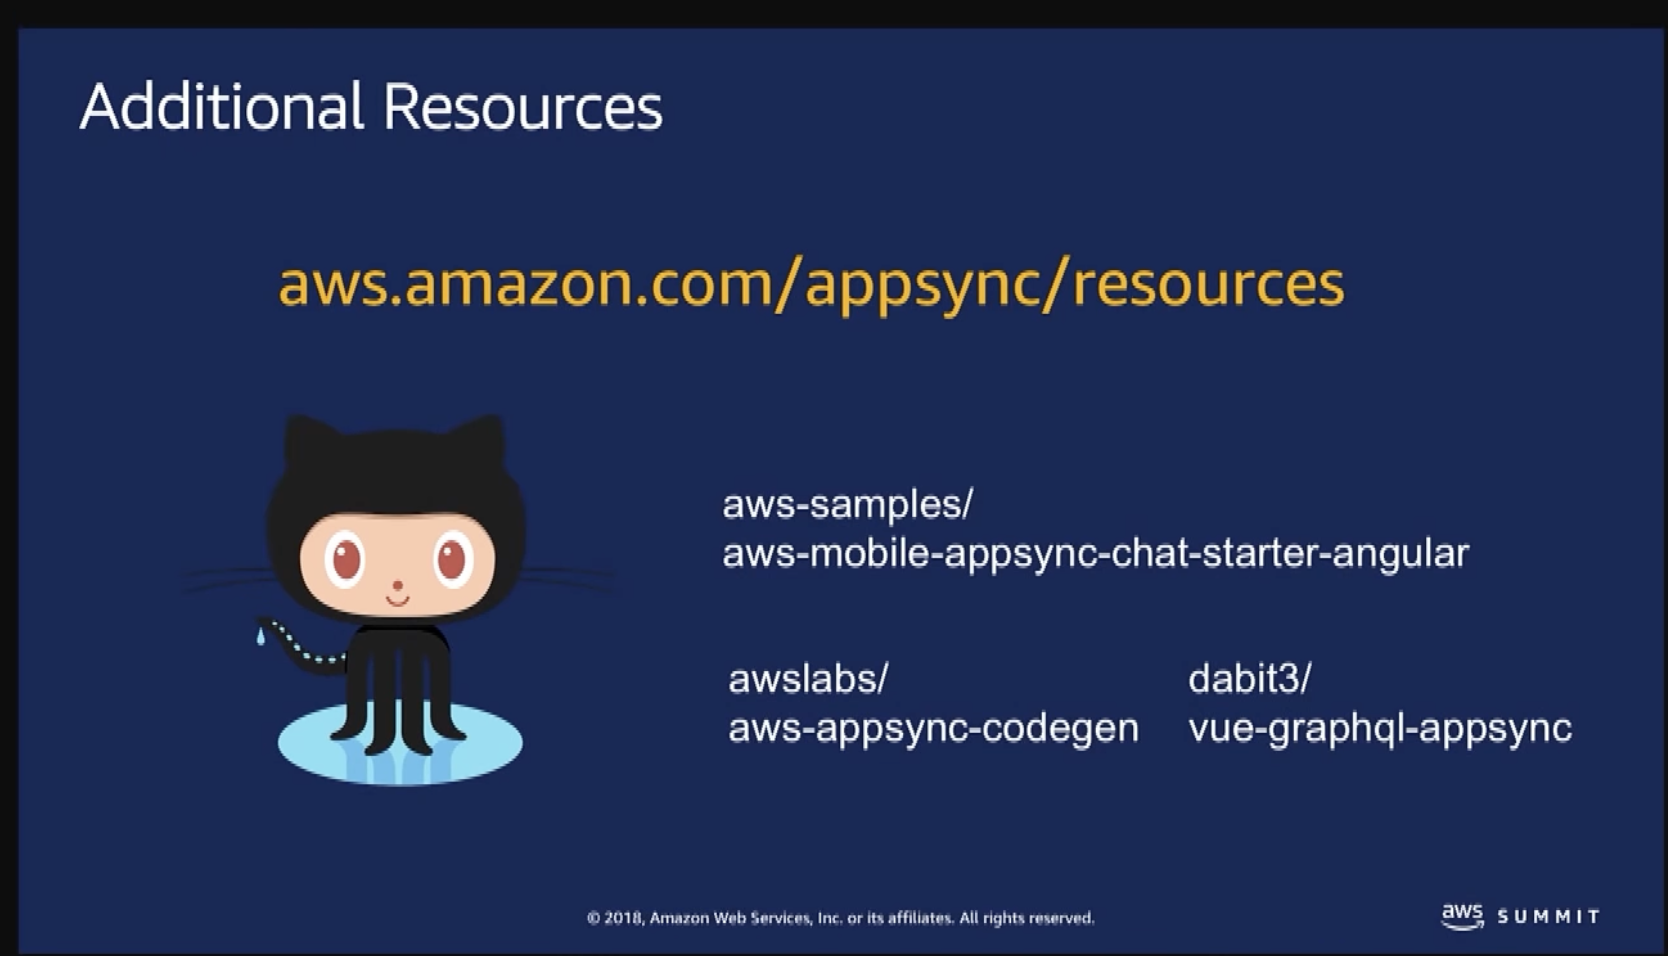 Additional Resources
aws.amazon.com/appsync/resources
aws-samples/
aws-mobile-appsync-chat-starter-angular
awslabs/
aws-appsync-codegen
dabit3/
vue-graphql-appsync
© 2018, Amazon Web Services, Inc. or its affiliates. All rights reserved.
aws SUMMIT